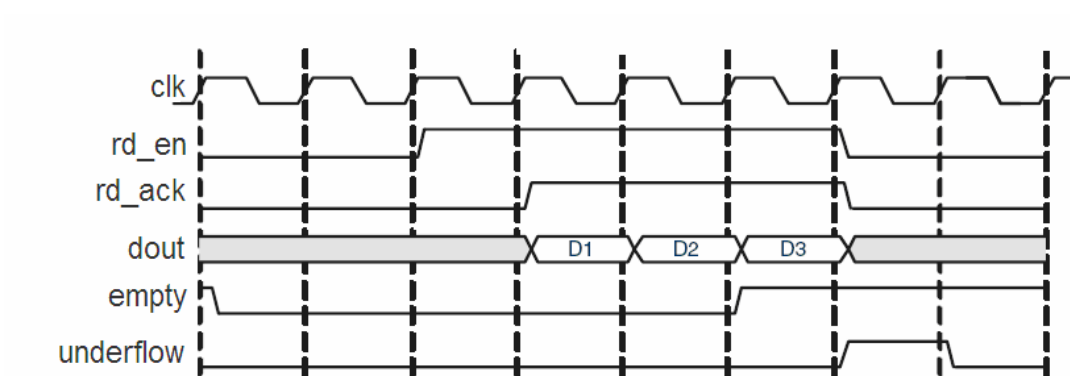 clk
rd_en
rd_ack
dout D1 D2 D3
empty
underflow